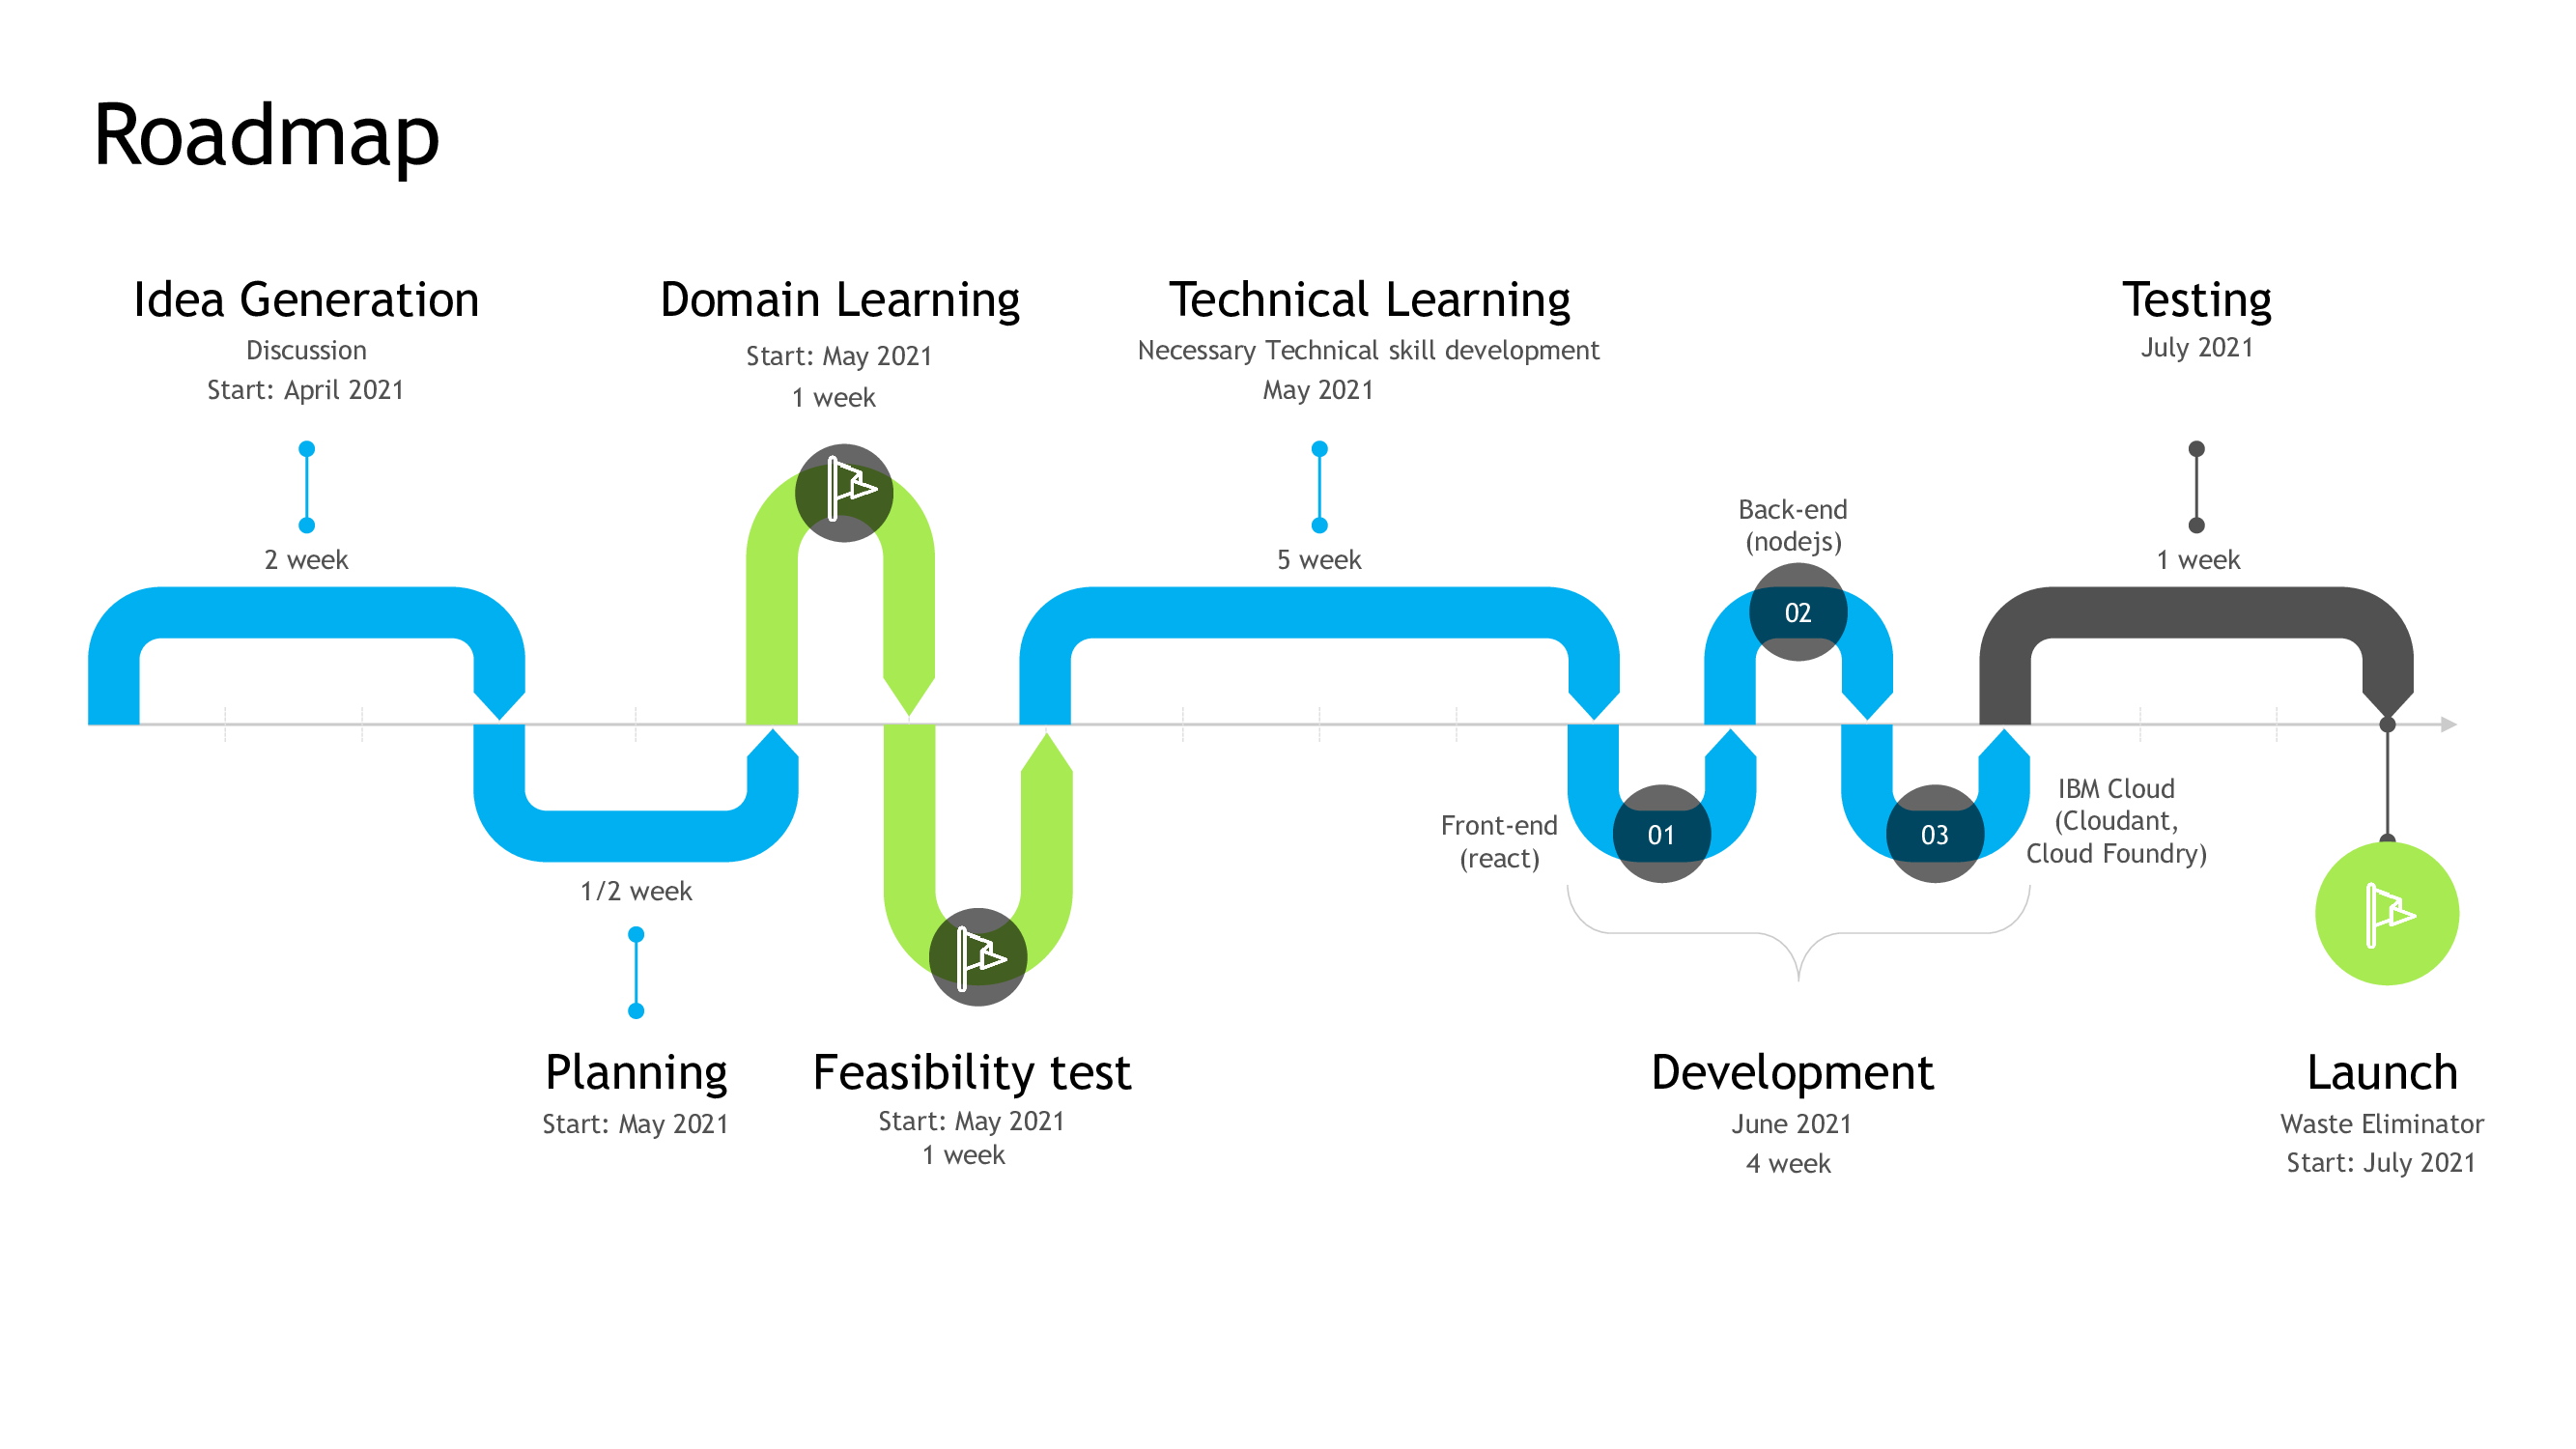 Roadmap
Idea Generation
Discussion
Start: April 2021
2 week
Domain Learning
Start: May 2021
1 week
Technical Learning
Necessary Technical skill development
May 2021
5 week
Testing
July 2021
1 week
Back-end
(nodejs)
02
Front-end
(react)
01
03
IBM Cloud
(Cloudant,
Cloud Foundry)
1/2 week
Planning
Start: May 2021
Feasibility test
Start: May 2021
1 week
Development
June 2021
4 week
Launch
Waste Eliminator
Start: July 2021